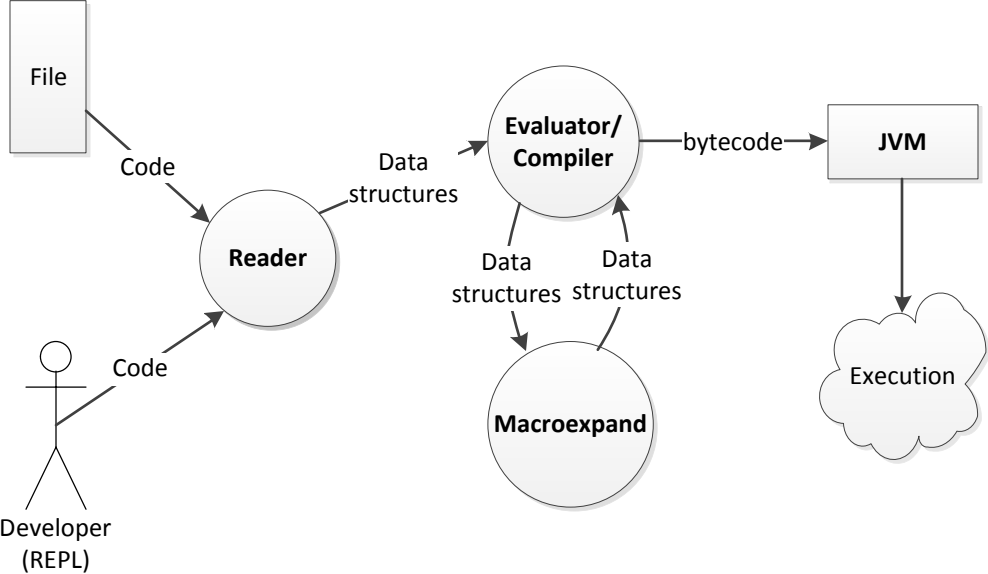 File
Code
Data
structures
Evaluator/
Compiler
bytecode
JVM
Reader
Data
structures
Data
structures
Code
Macroexpand
Execution
Developer
(REPL)